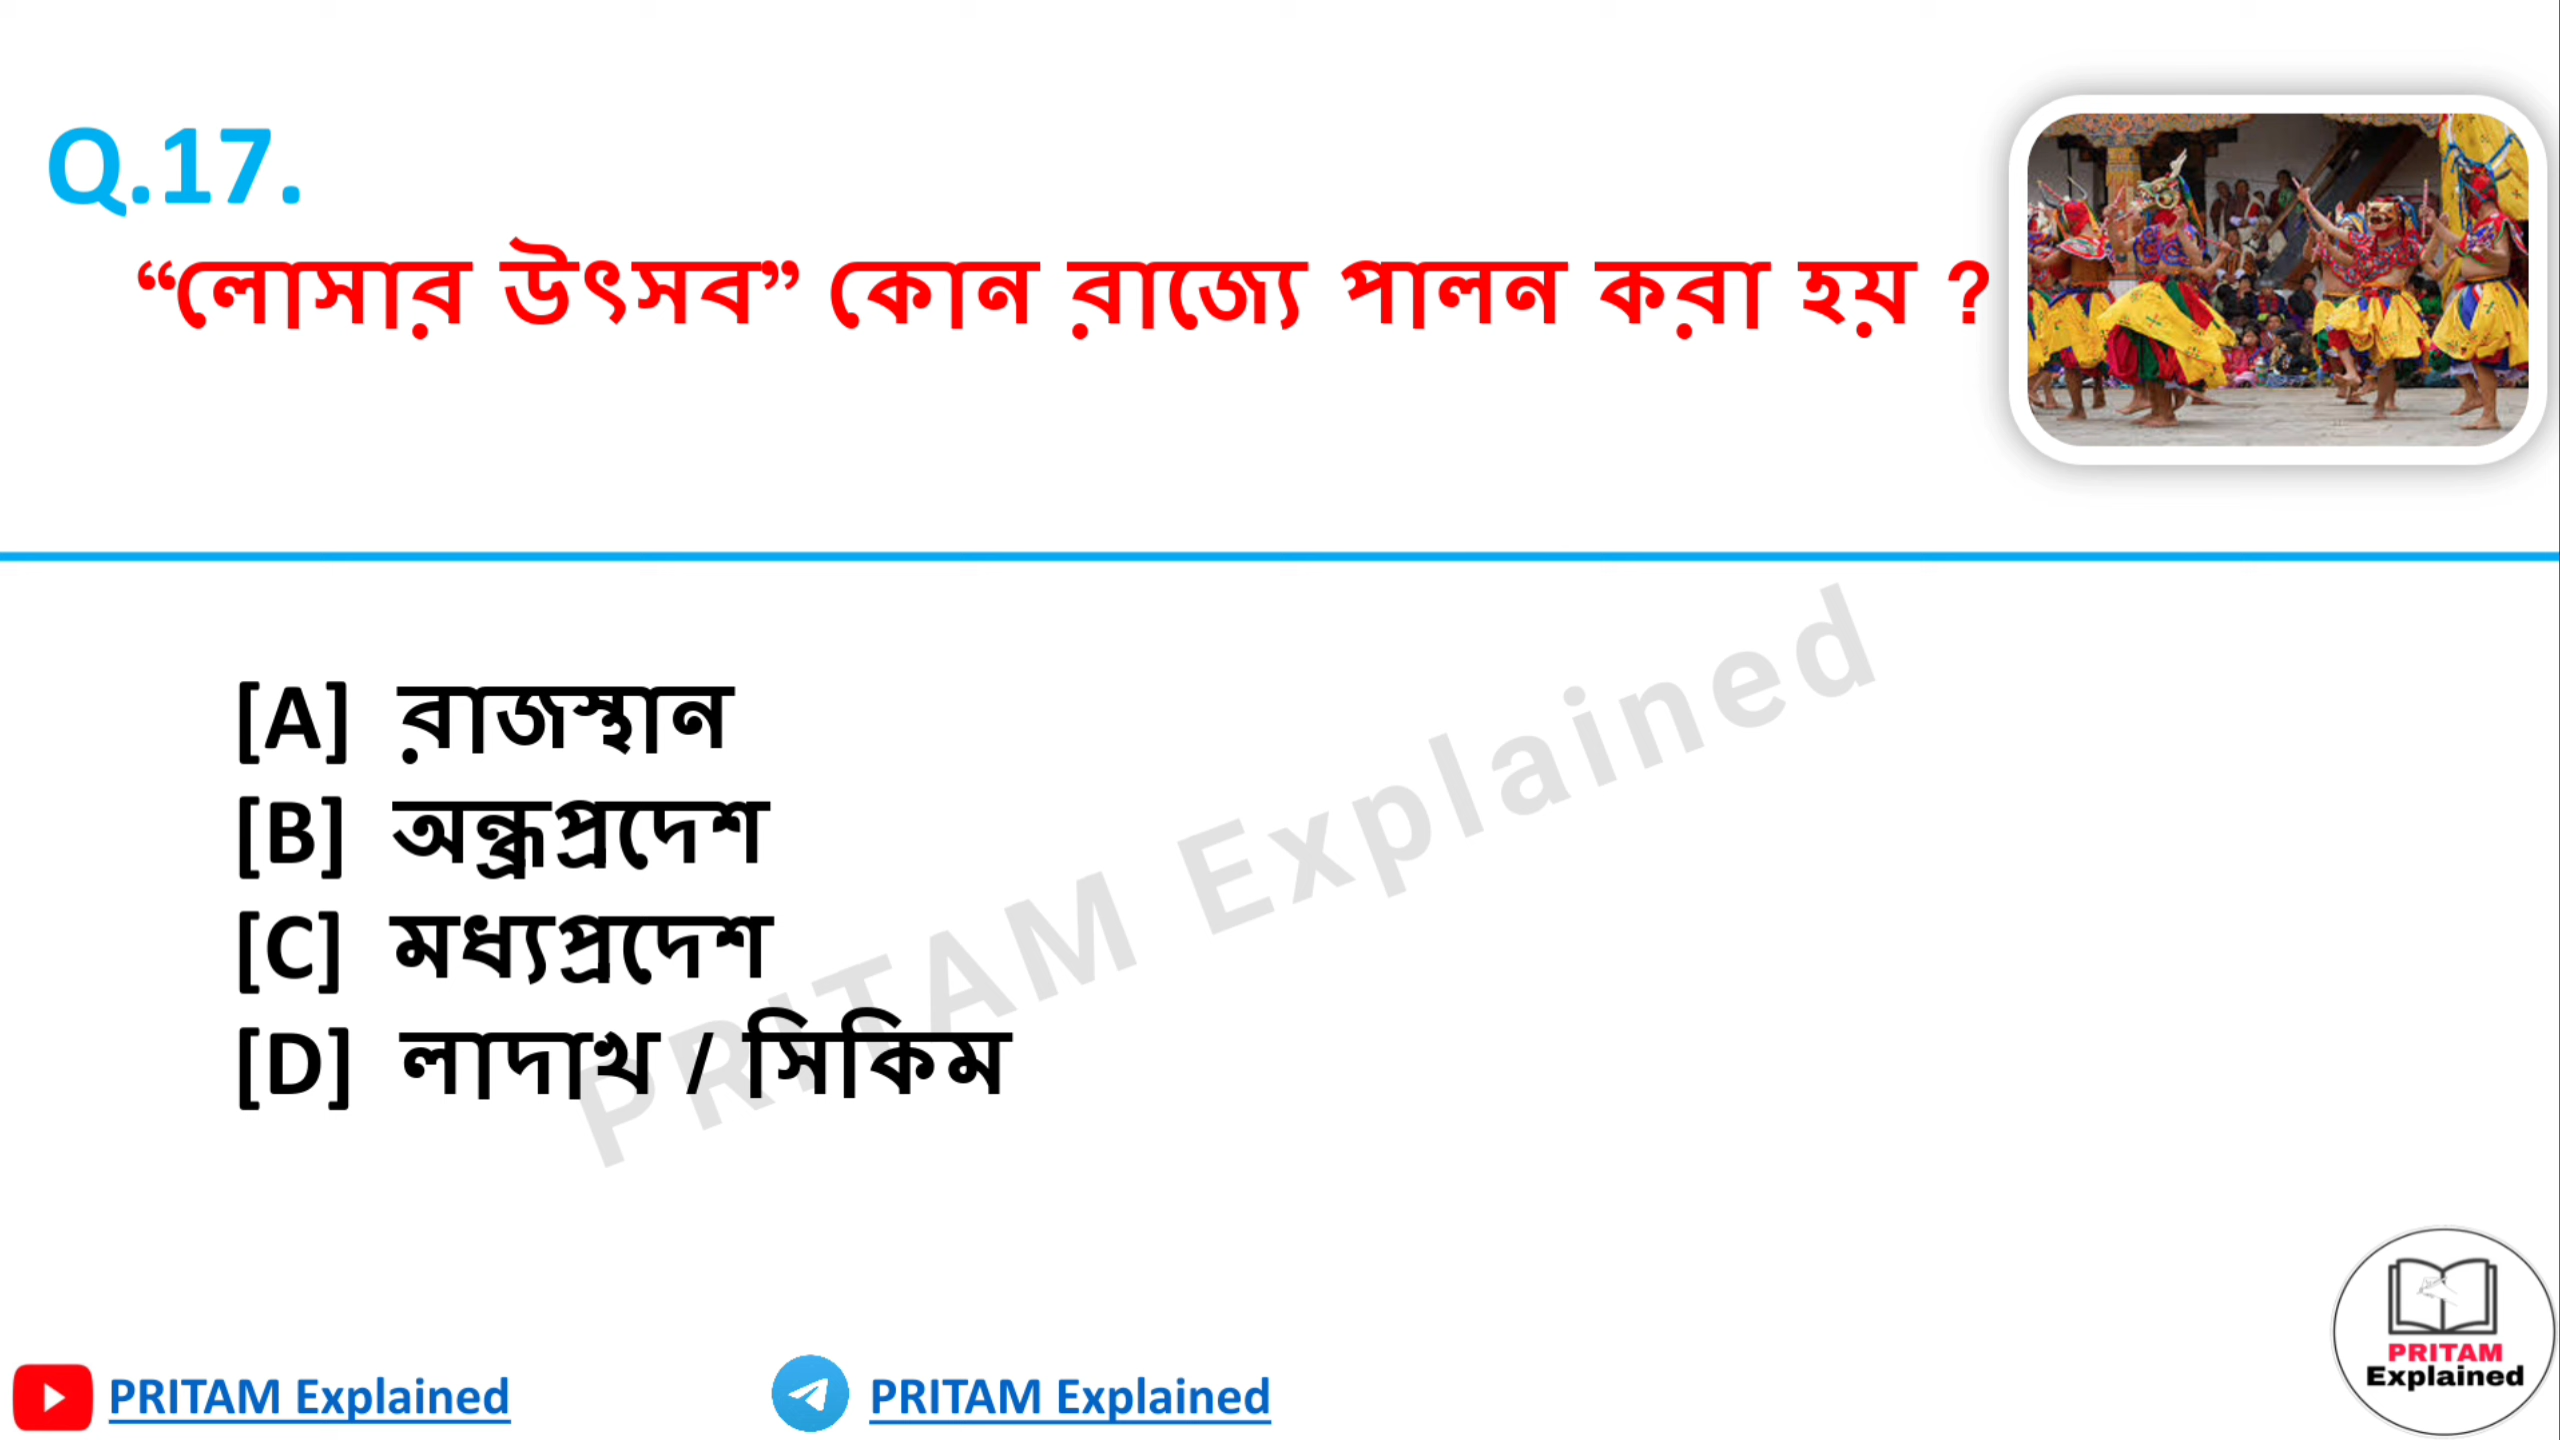 Q.17.
“লোসার উৎসব” কোন রাজ্যে পালন করা হয় ?
[A] রাজস্থান
[B] অন্ধ্রপ্রদেশ
[C] মধ্যপ্রদেশ
[D] লাদাখ / সিকিম
PRITAM Explained
PRITAM Explained
PRITAM Explained
PRITAM
Explained